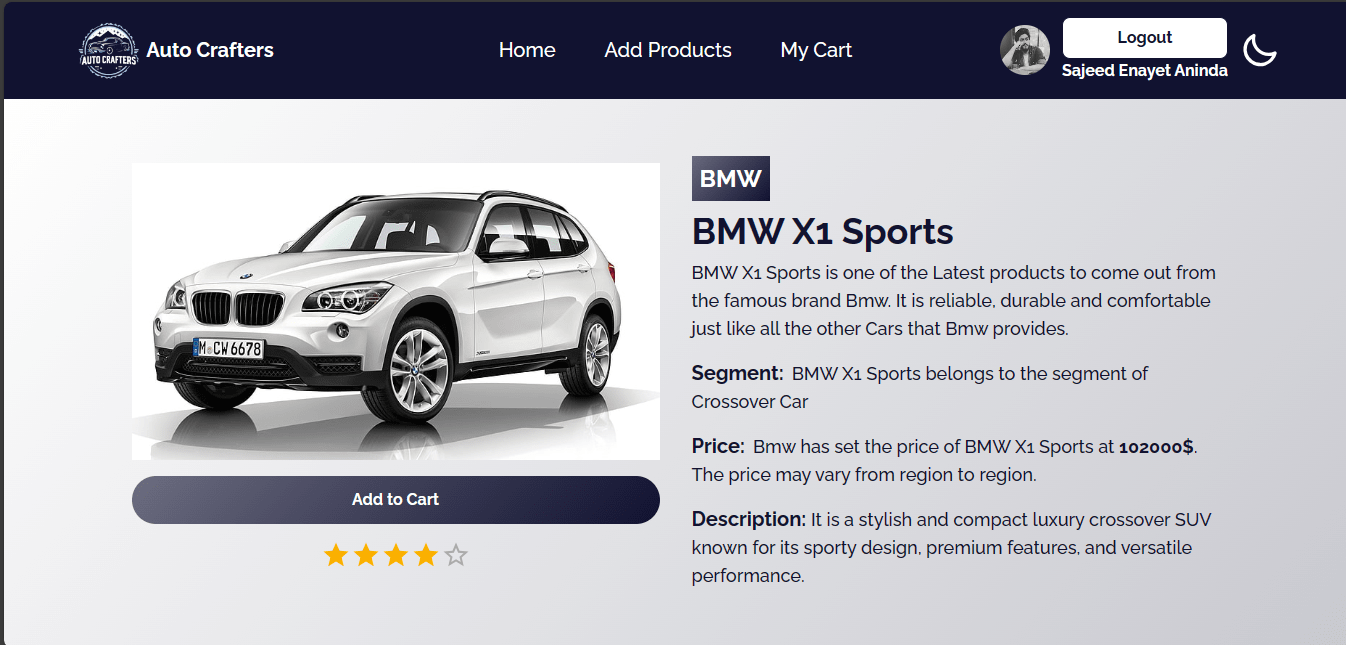 AUTO CRAFTERS
Auto Crafters
Home
Add Products
My Cart
Logout
Sajeed Enayet Aninda
BMW
BMW X1 Sports
BMW X1 Sports is one of the Latest products to come out from
the famous brand Bmw. It is reliable, durable and comfortable
just like all the other Cars that Bmw provides.
Segment: BMW X1 Sports belongs to the segment of
Crossover Car
Price: Bmw has set the price of BMW X1 Sports at 102000$.
The price may vary from region to region.
Description: It is a stylish and compact luxury crossover SUV
known for its sporty design, premium features, and versatile
performance.
M CW 6678
Add to Cart